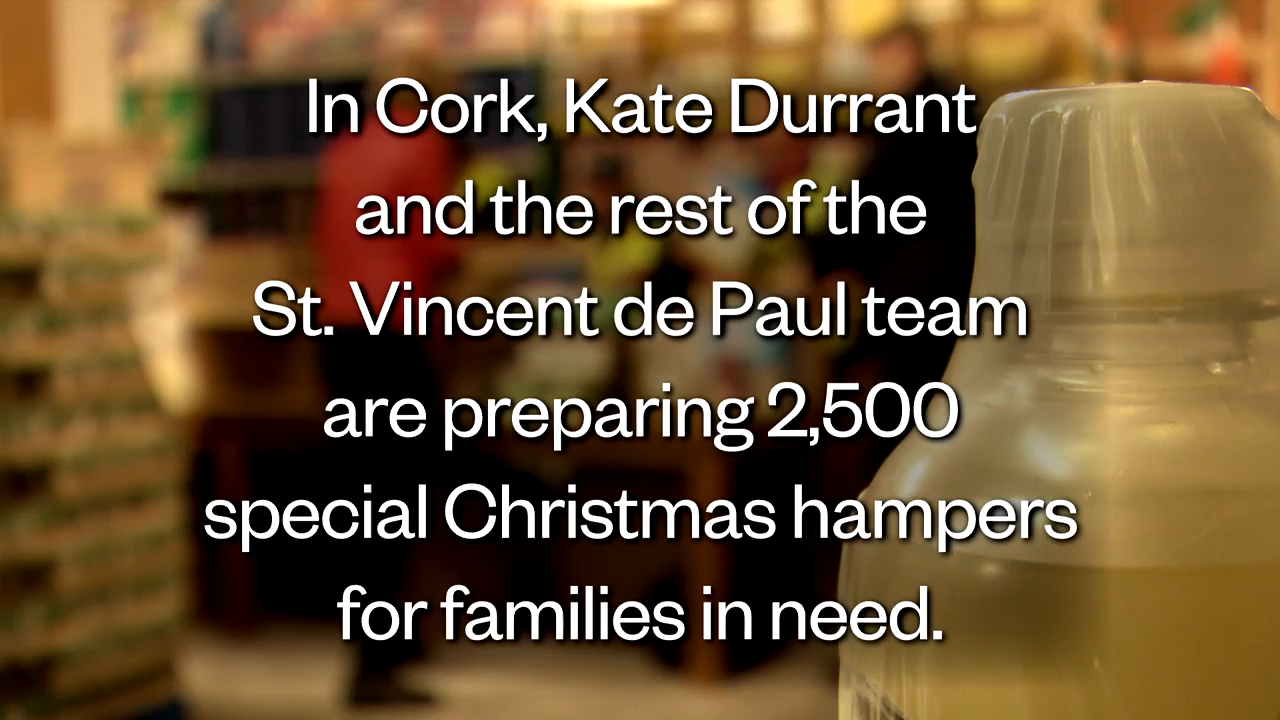 In Cork, Kate Durrant
and the rest of the
St. Vincent de Paul team
are preparing 2,500
special Christmas hampers
for families in need.